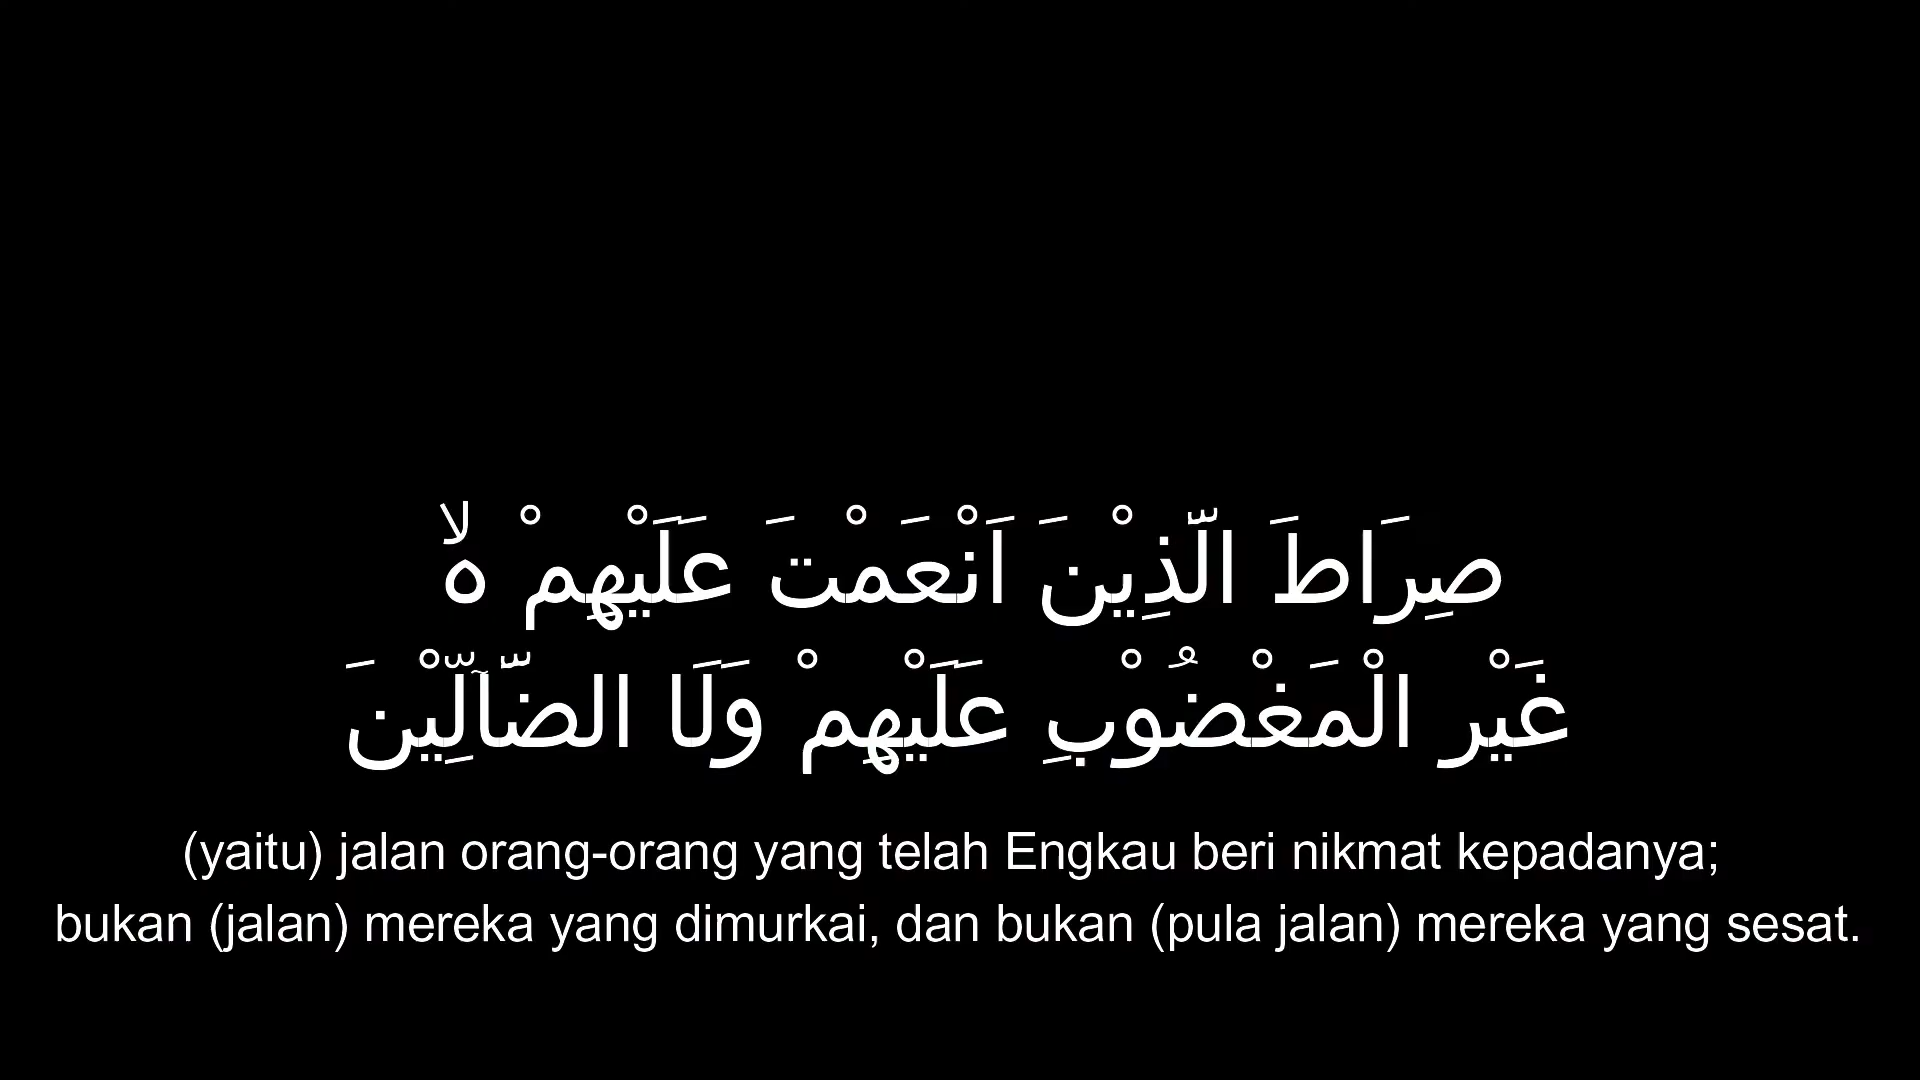 صِرَاطَ الَّذِيْنَ اَنْعَمْتَ عَلَيْهِمْ ەۙ
غَيْرِ الْمَغْضُوْبِ عَلَيْهِمْ وَلَا الضَّاۤلِّيْنَ
(yaitu) jalan orang-orang yang telah Engkau beri nikmat kepadanya;
bukan (jalan) mereka yang dimurkai, dan bukan (pula jalan) mereka yang sesat.